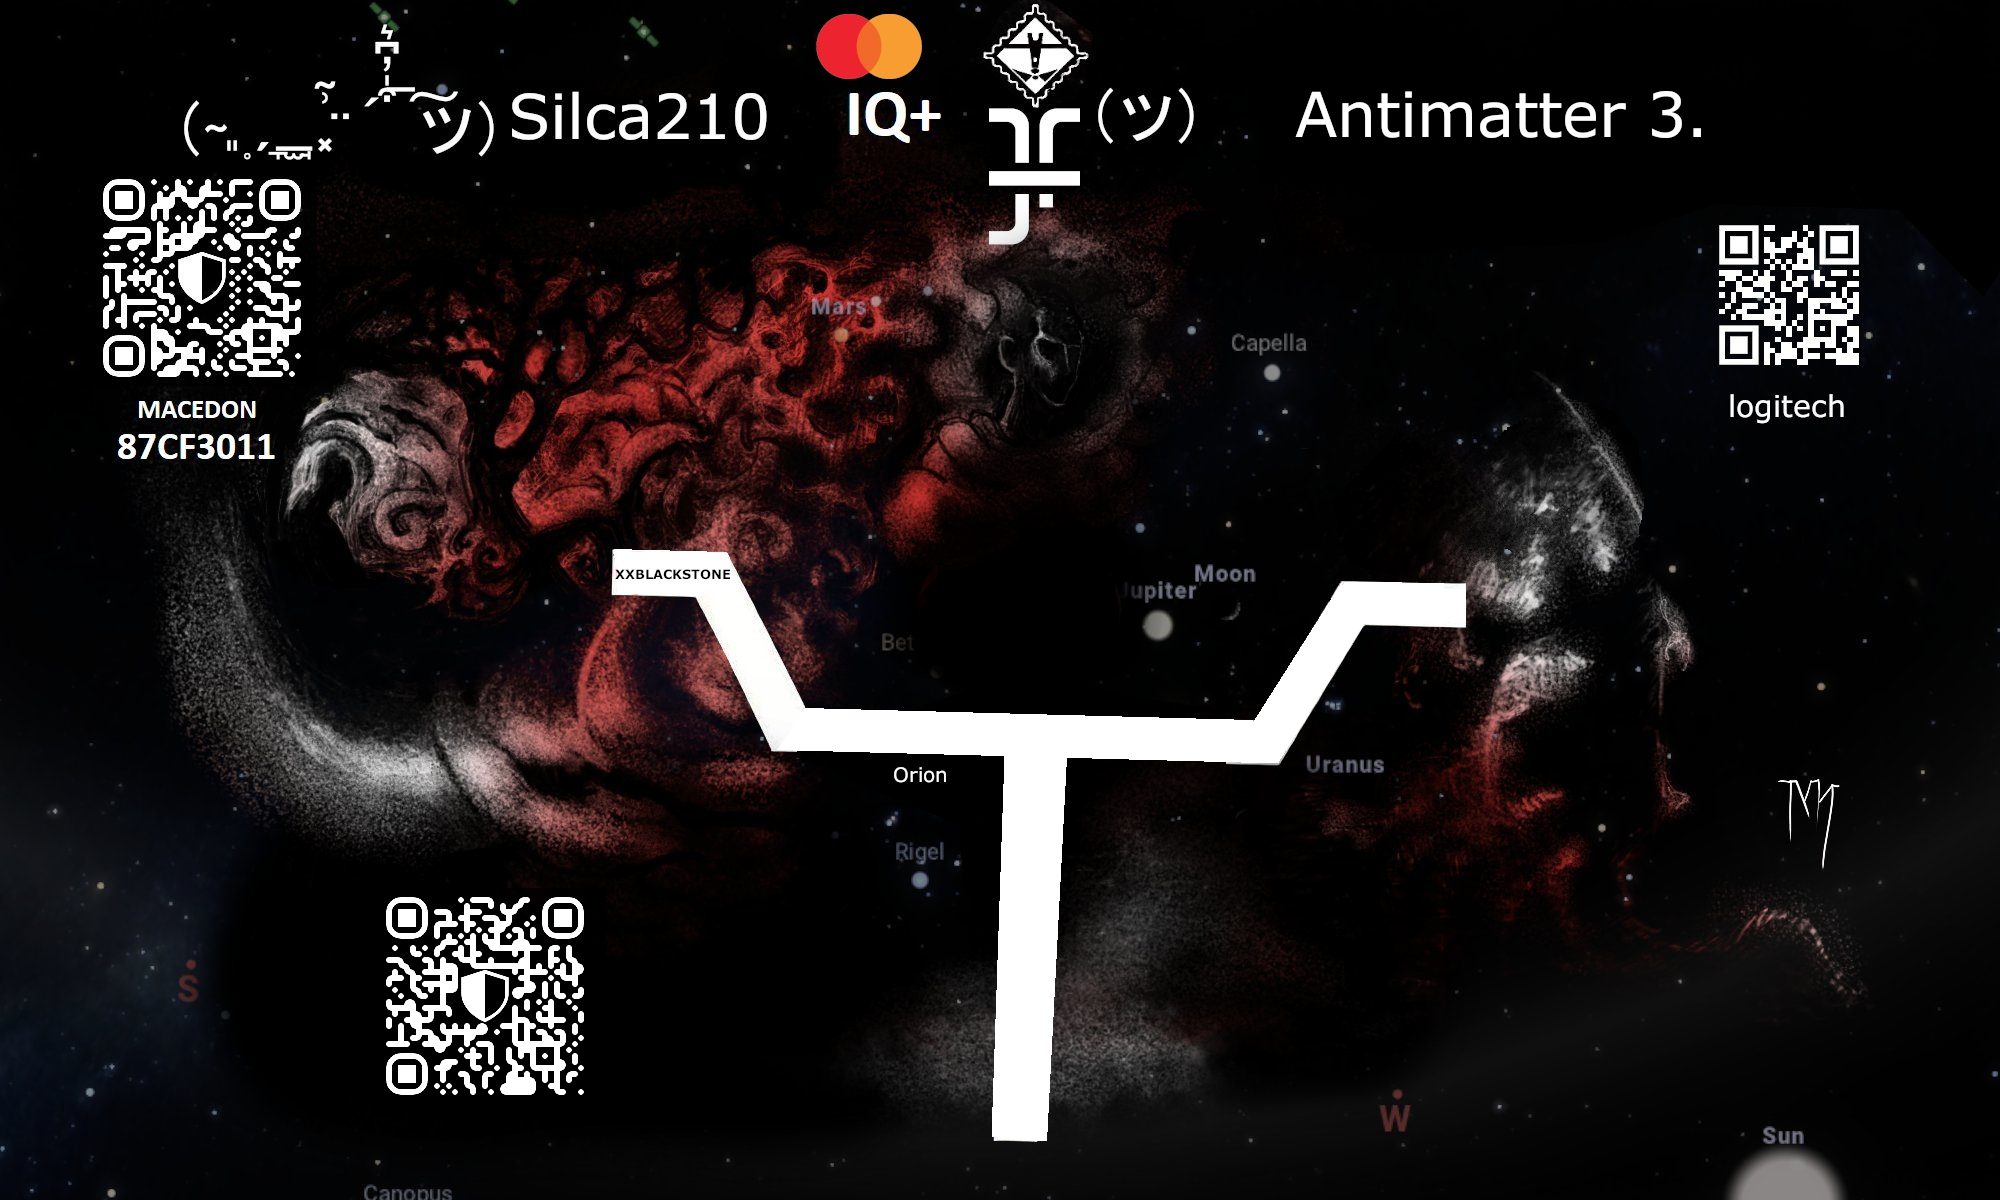 Silca210
IQ+
(ツ)
Antimatter 3.
MACEDON
87CF3011
logitech
Mars
Capella
XXBLACKSTONE
Moon
Jupiter
Bet
Orion
Uranus
Rigel
S
W
Sun
Canopus